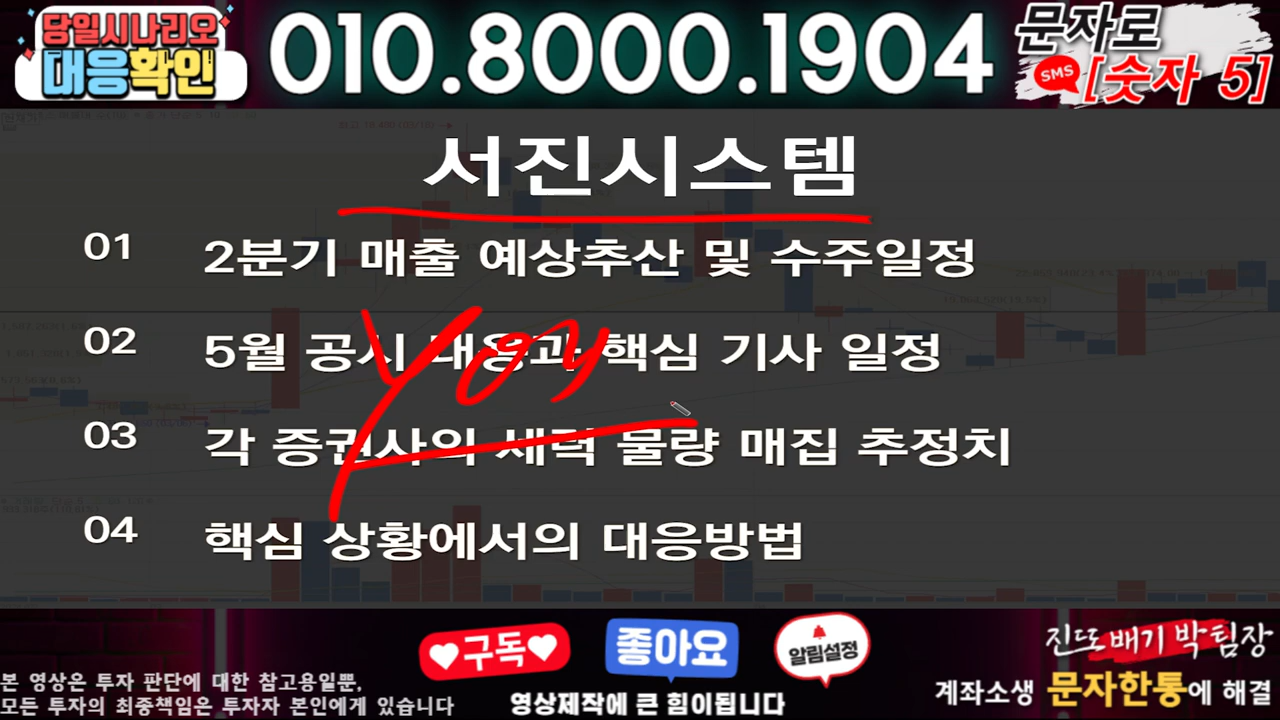 당일시나리오
대응확인
010.8000.1904
문자로
SMS [숫자 5]
서진시스템
01 2분기 매출 예상추산 및 수주일정
02 5월 공시 내용과 핵심 기사 일정
03 각 증권사의 세력 물량 매집 추정치
04 핵심 상황에서의 대응방법
구독
좋아요
알림설정
영상제작에 큰 힘이됩니다
본 영상은 투자 판단에 대한 참고용일뿐,
모든 투자의 최종책임은 투자자 본인에게 있습니다
진또배기 박팀장
계좌소생 문자한통에 해결